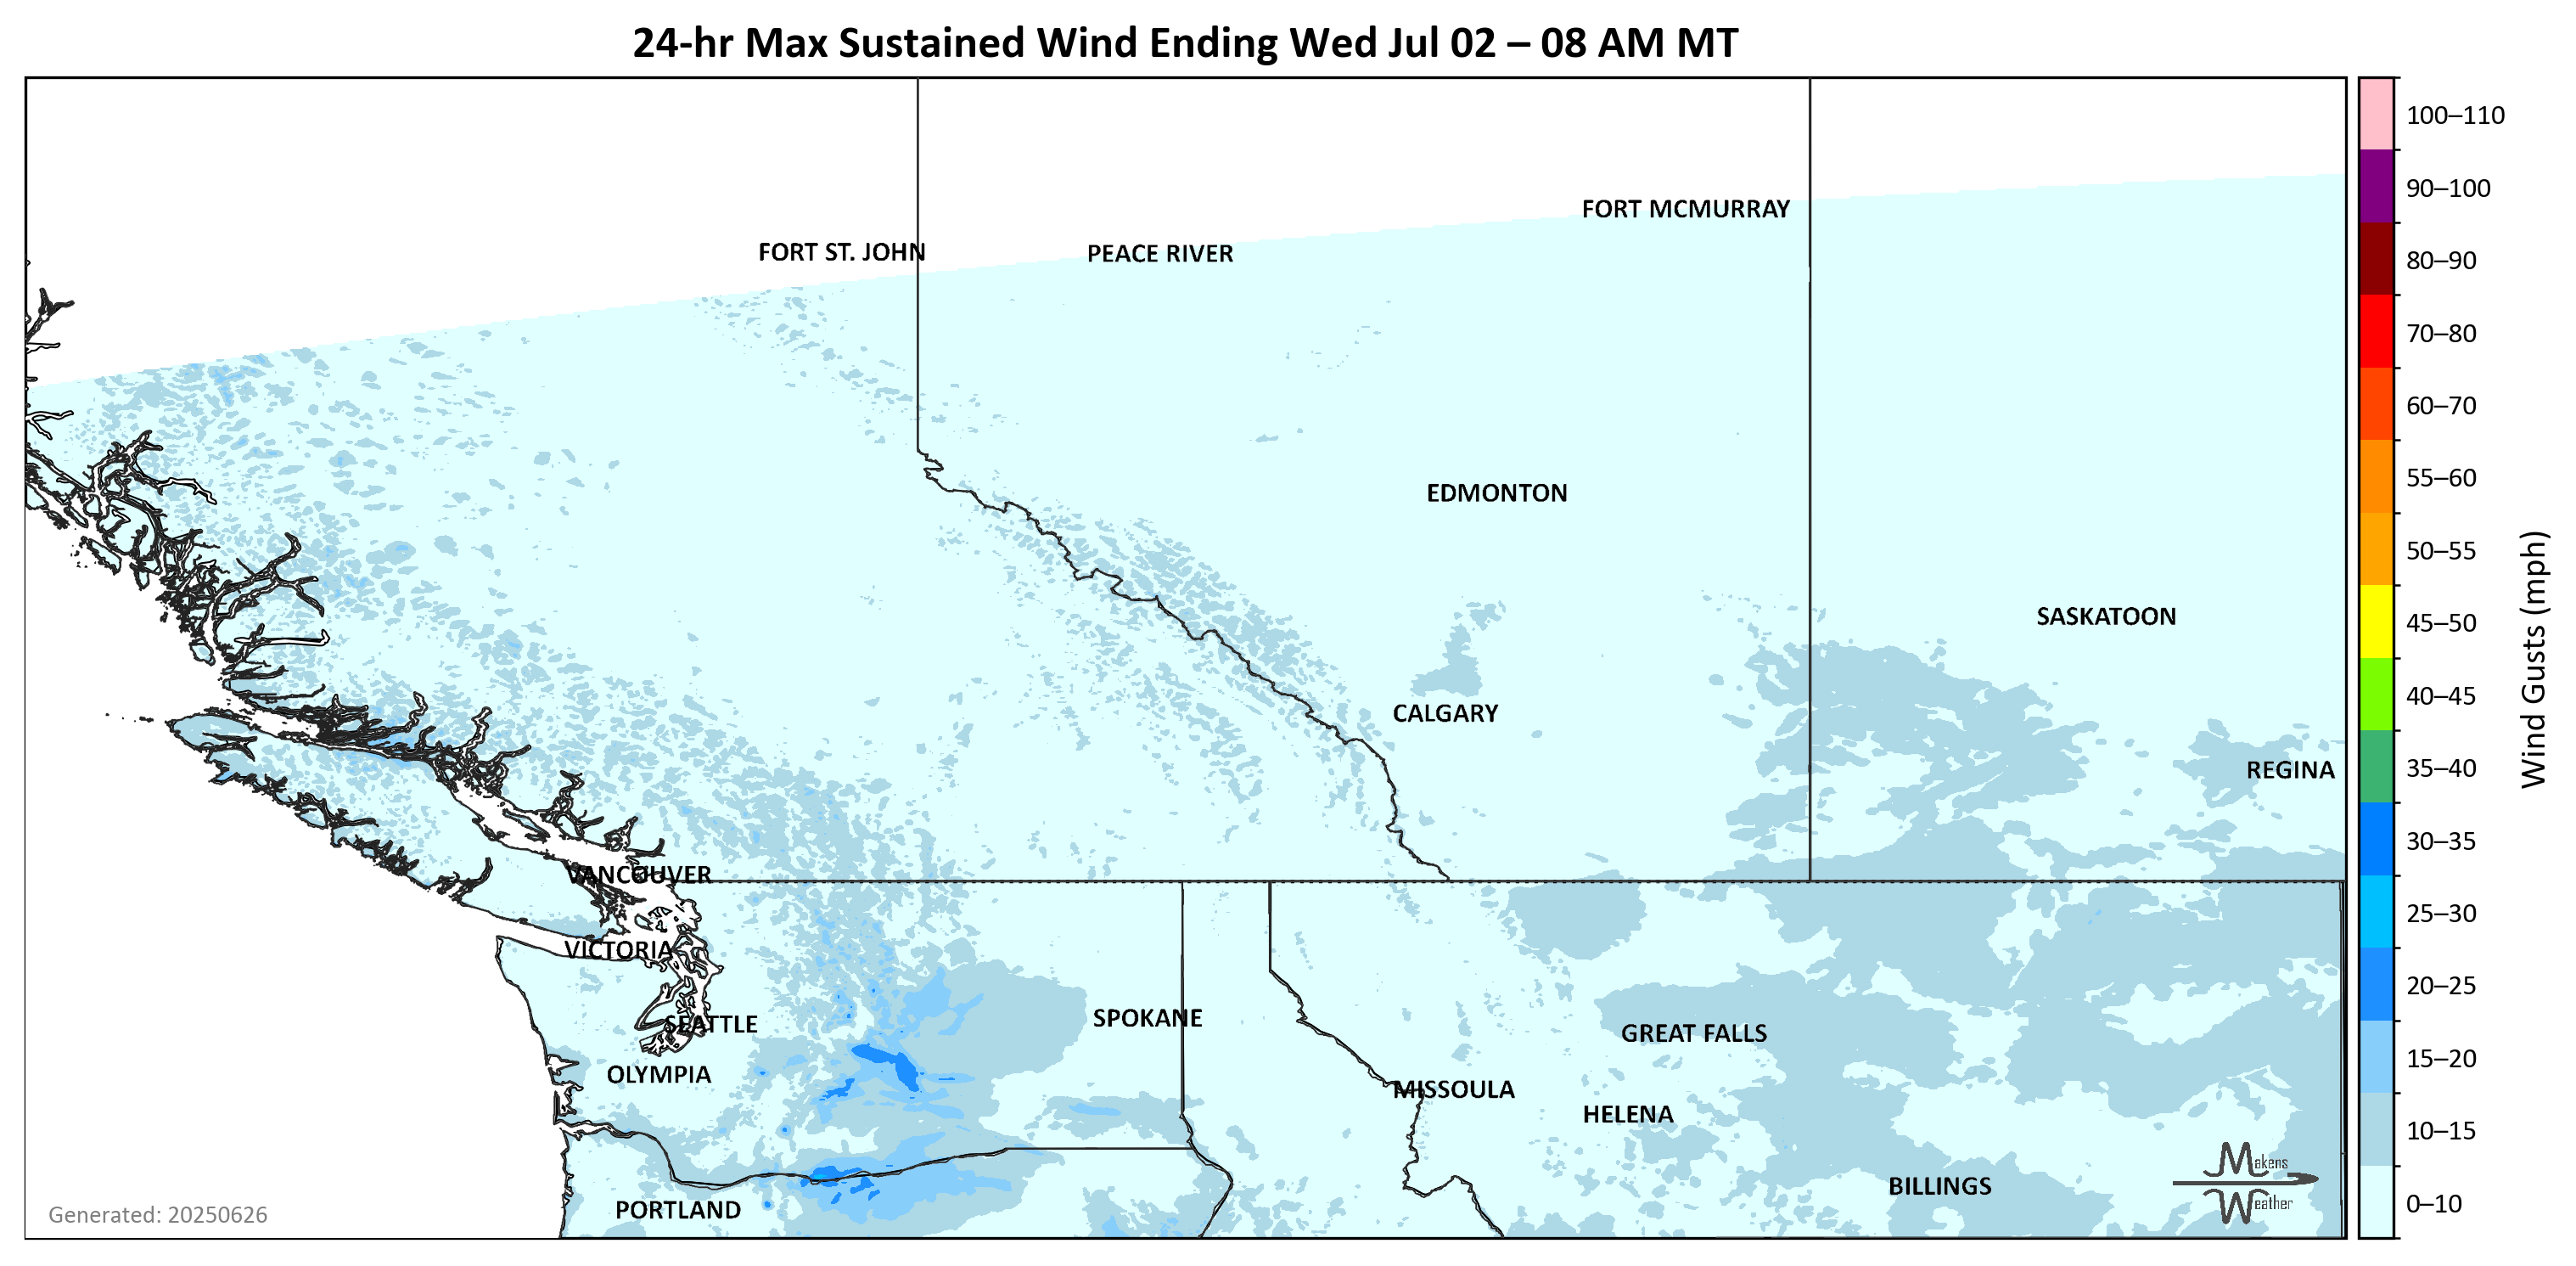 24-hr Max Sustained Wind Ending Wed Jul 02 – 08 AM MT
100–110
90–100
80–90
70–80
60–70
55–60
50–55
45–50
40–45
35–40
30–35
25–30
20–25
15–20
10–15
0–10
Wind Gusts (mph)
FORT MCMURRAY
FORT ST. JOHN
PEACE RIVER
EDMONTON
SASKATOON
CALGARY
REGINA
VANCOUVER
VICTORIA
SPOKANE
SEATTLE
GREAT FALLS
OLYMPIA
MISSOULA
HELENA
BILLINGS
PORTLAND
Makens
Weather
Generated: 20250626